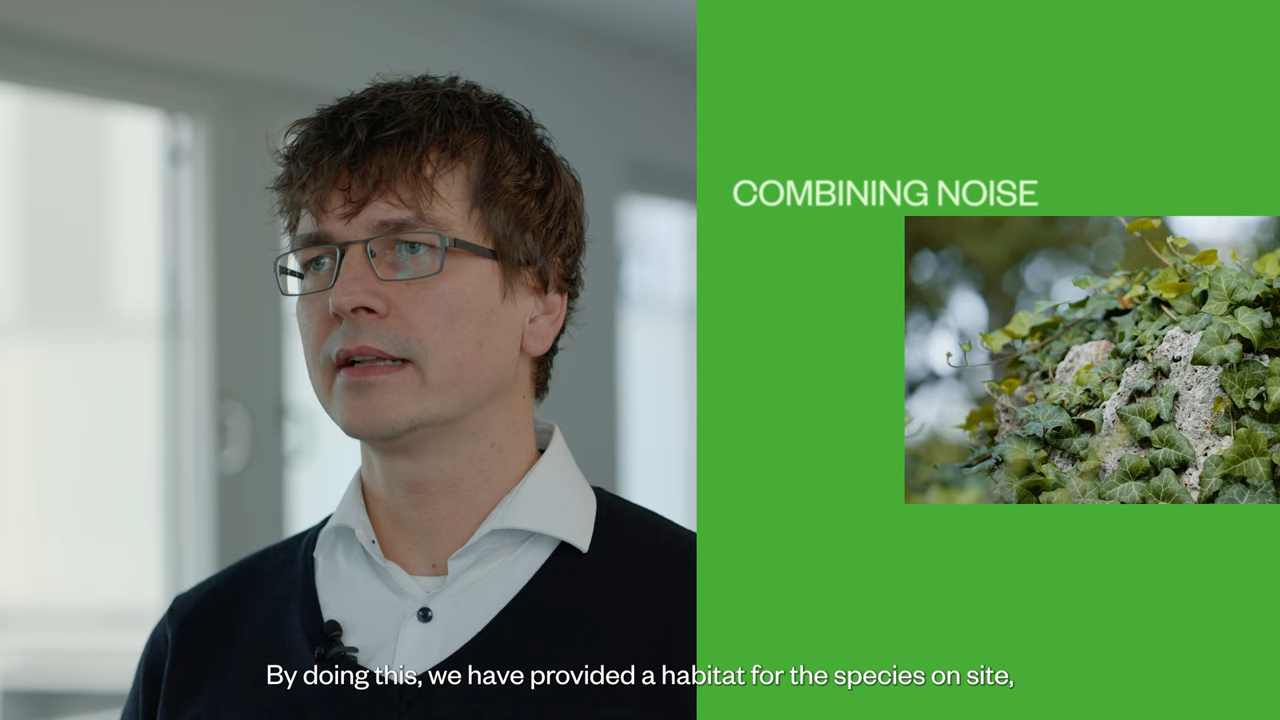 COMBINING NOISE
By doing this, we have provided a habitat for the species on site,